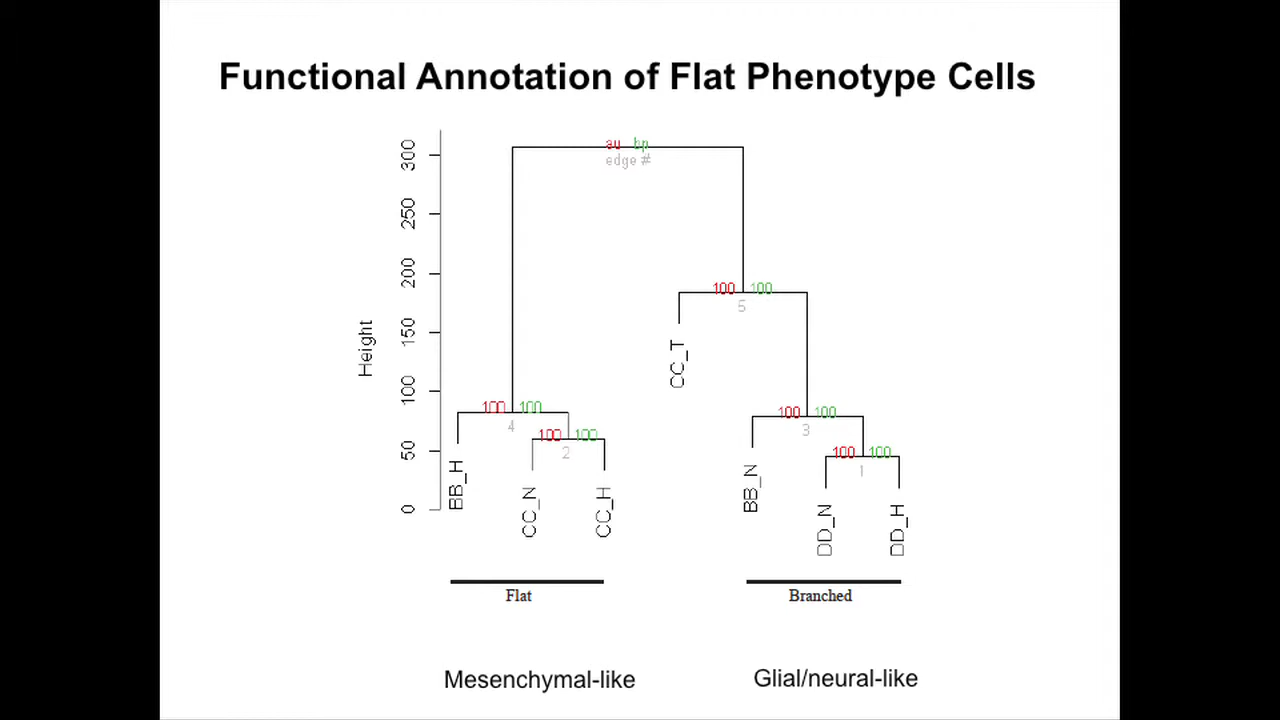 Functional Annotation of Flat Phenotype Cells
au bp
edge #
300
250
200
150
100
50
0
Height
100 100
5
CC_T
100 100
4
100 100
2
100 100
3
100 100
1
BB_H
CC_N
CC_H
BB_N
DD_N
DD_H
Flat
Branched
Mesenchymal-like
Glial/neural-like